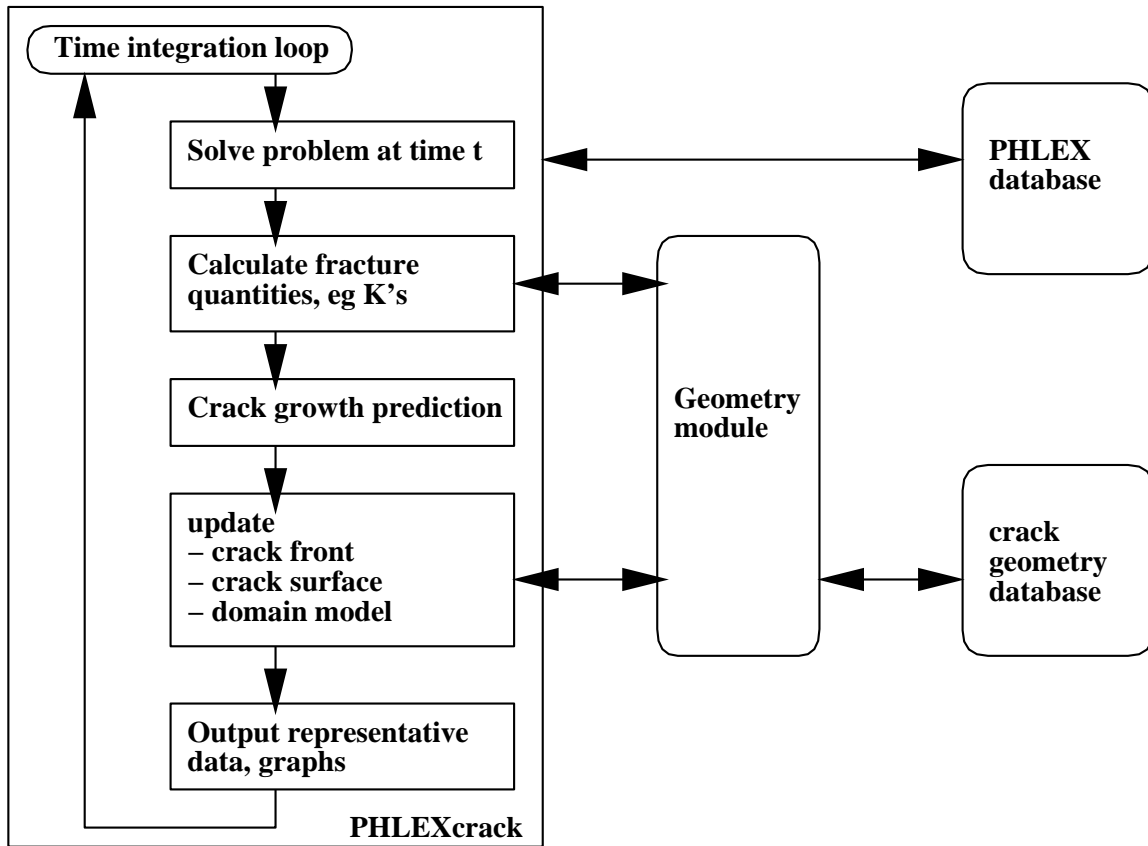 Time integration loop
Solve problem at time t
Calculate fracture
quantities, eg K's
Crack growth prediction
update
– crack front
– crack surface
– domain model
Output representative
data, graphs
PHLEXcrack
Geometry
module
PHLEX
database
crack
geometry
database